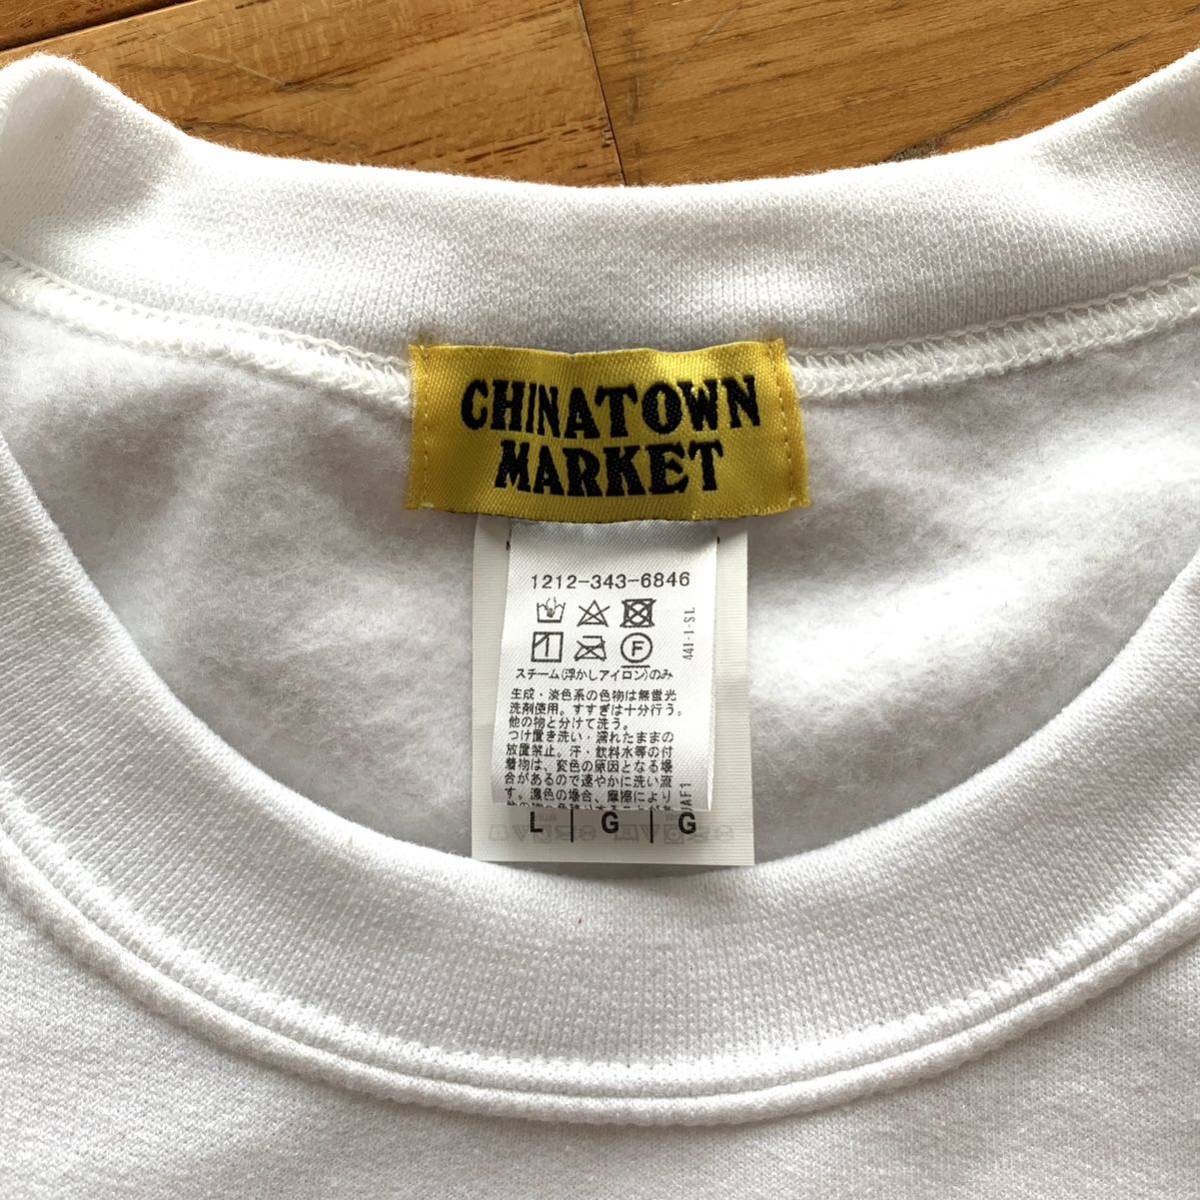 CHINATOWN
MARKET
1212-343-6846
441-1-SL
F
スチーム(浮かしアイロン)のみ
生成・淡色系の色物は無蛍光
洗剤使用。すすぎは十分行う。
他の物と分けて洗う。
つけ置き洗い・濡れたままの
放置禁止。汗・飲料水等の付
着物は、変色の原因となる場
合があるので速やかに洗い流
す。濃色の場合、摩擦により
L | G | G